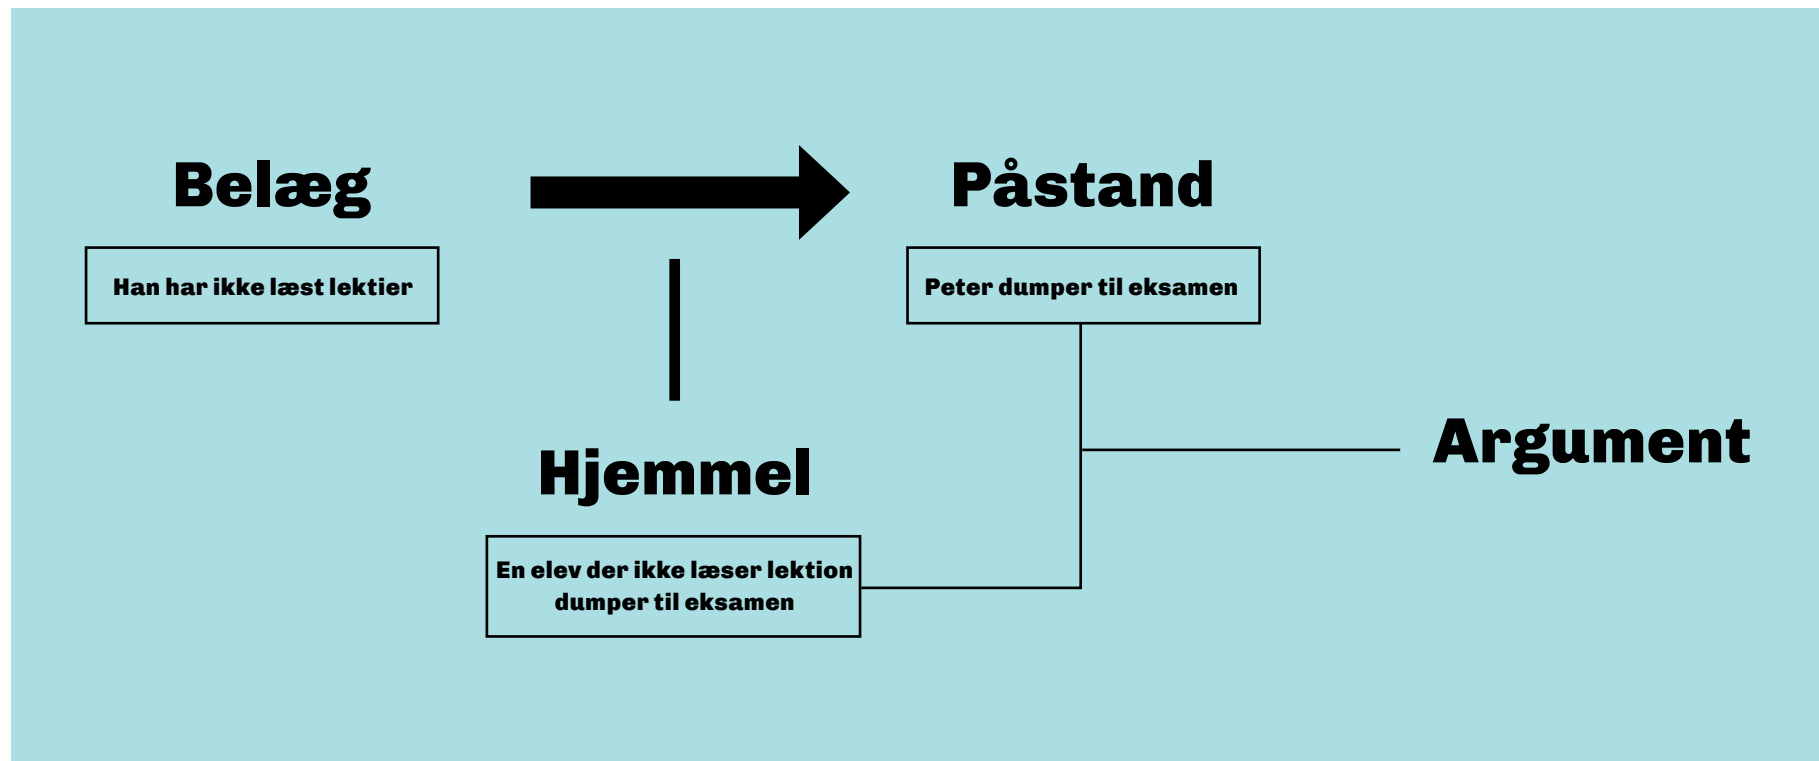 Belæg
Påstand
Han har ikke læst lektier
Peter dumper til eksamen
Argument
Hjemmel
En elev der ikke læser lektion
dumper til eksamen